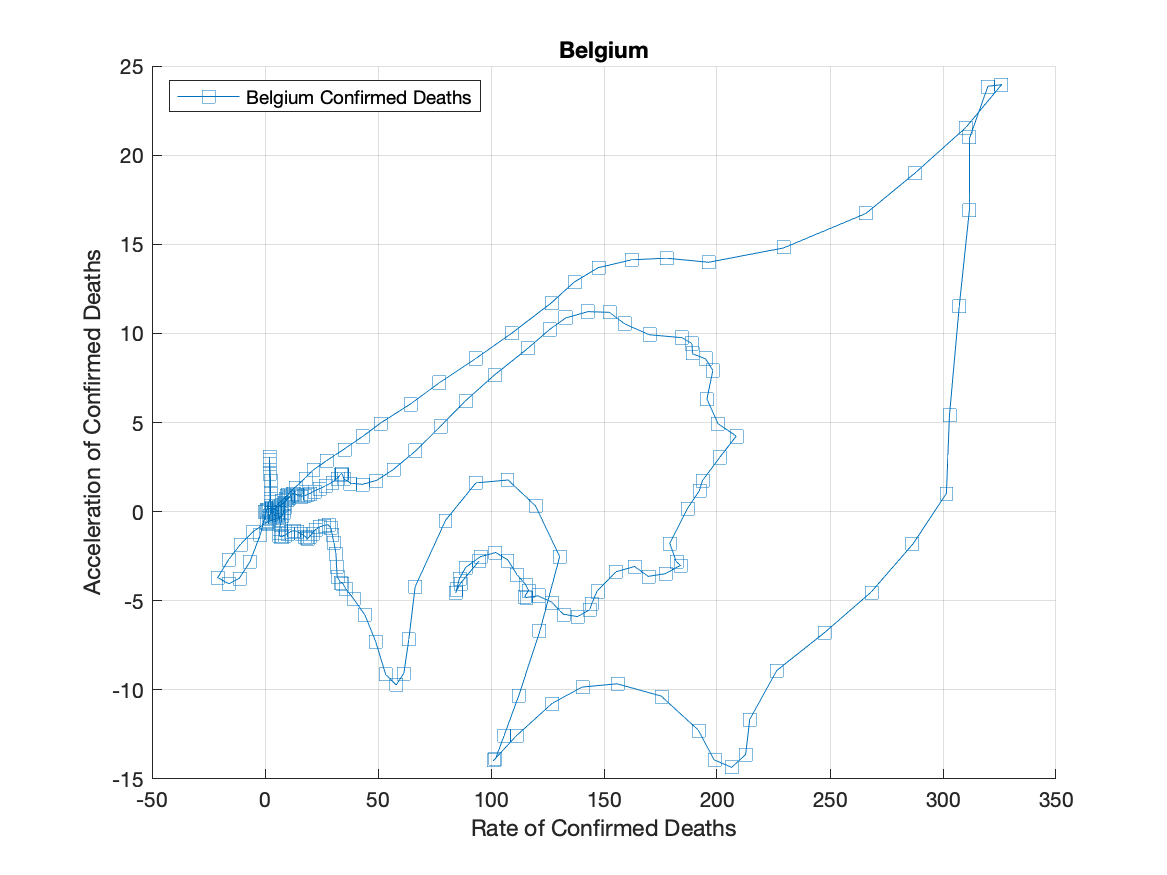 Belgium
Belgium Confirmed Deaths
25
20
15
10
5
0
-5
-10
-15
Acceleration of Confirmed Deaths
-50 0 50 100 150 200 250 300 350
Rate of Confirmed Deaths